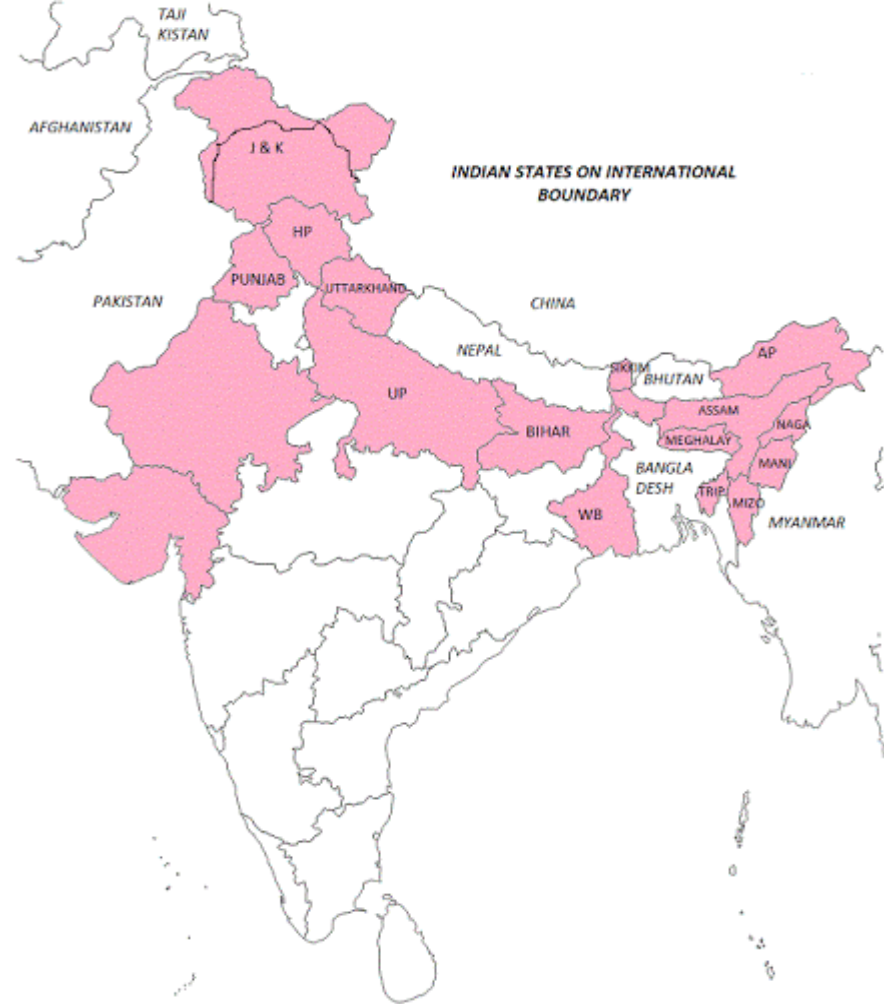 TAJI
KISTAN
AFGHANISTAN
J & K
INDIAN STATES ON INTERNATIONAL
BOUNDARY
HP
PUNJAB
UTTARKHAND
PAKISTAN
CHINA
NEPAL
SIKKIM
BHUTAN
AP
UP
ASSAM
BIHAR
MEGHALAY
NAGA
BANGLA
DESH
MANI
TRIP.
MIZO
WB
MYANMAR